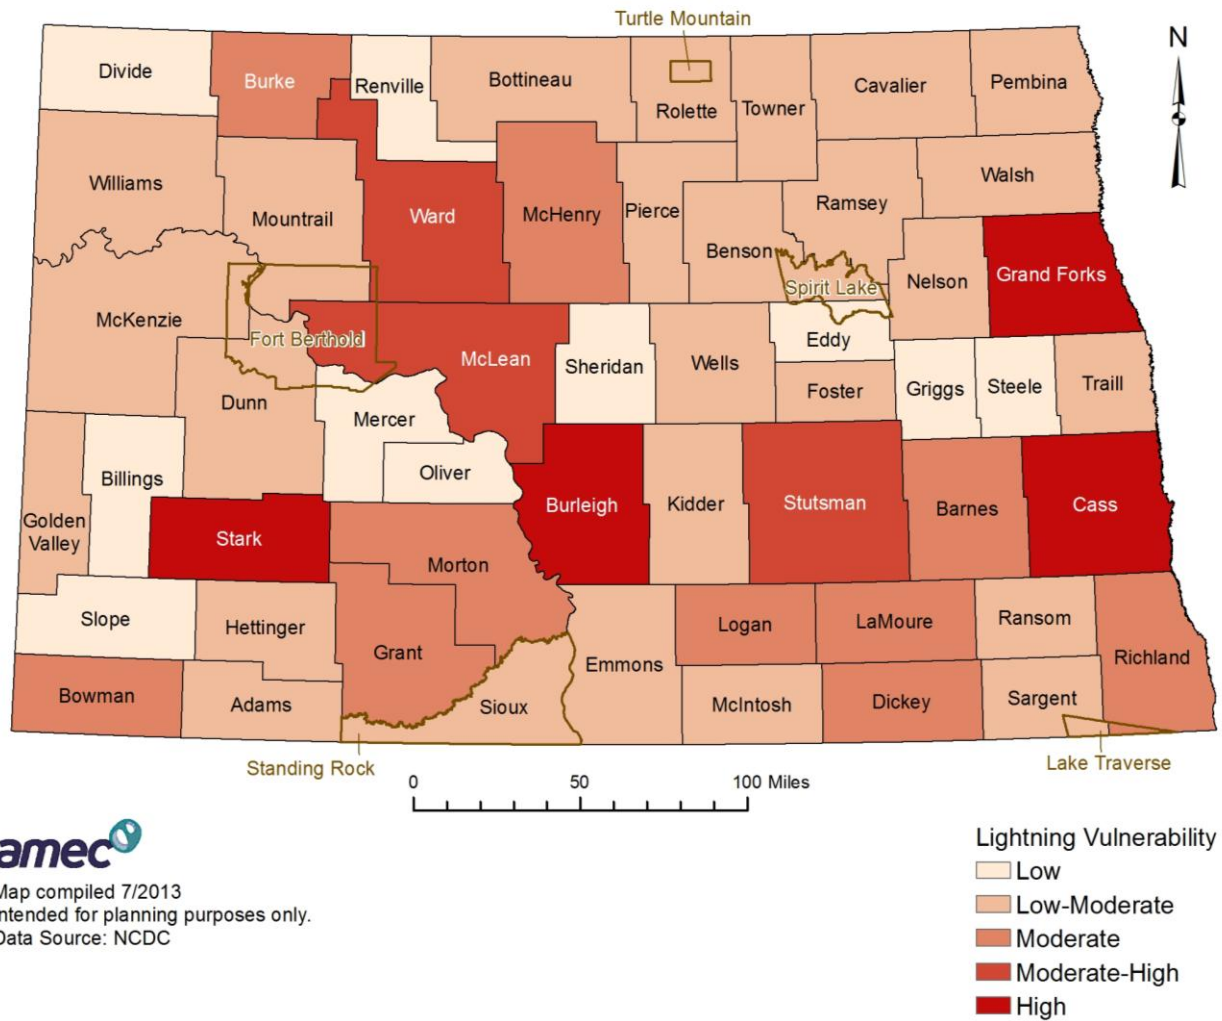 Turtle Mountain
N
Divide
Burke
Renville
Bottineau
Rolette
Towner
Cavalier
Pembina
Williams
Mountrail
Ward
McHenry
Pierce
Benson
Ramsey
Walsh
Spirit Lake
Nelson
Grand Forks
McKenzie
Fort Berthold
McLean
Sheridan
Wells
Eddy
Foster
Griggs
Steele
Traill
Dunn
Mercer
Oliver
Billings
Golden
Valley
Stark
Burleigh
Kidder
Stutsman
Barnes
Cass
Morton
Slope
Hettinger
Grant
Emmons
Logan
LaMoure
Ransom
Richland
Bowman
Adams
Sioux
McIntosh
Dickey
Sargent
Standing Rock
Lake Traverse
0 50 100 Miles
amec
Map compiled 7/2013
ntended for planning purposes only.
Data Source: NCDC
Lightning Vulnerability
Low
Low-Moderate
Moderate
Moderate-High
High